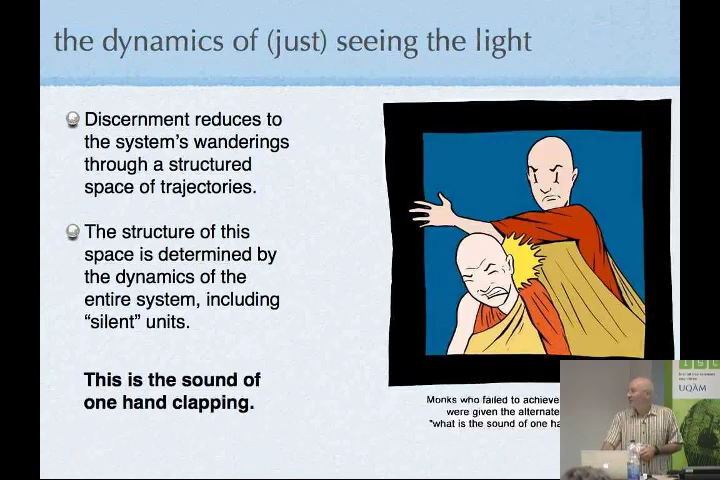 the dynamics of (just) seeing the light
Discernment reduces to
the system's wanderings
through a structured
space of trajectories.
The structure of this
space is determined by
the dynamics of the
entire system, including
“silent” units.
This is the sound of
one hand clapping.
Monks who failed to achieve
were given the alternate
"what is the sound of one
UQÀM